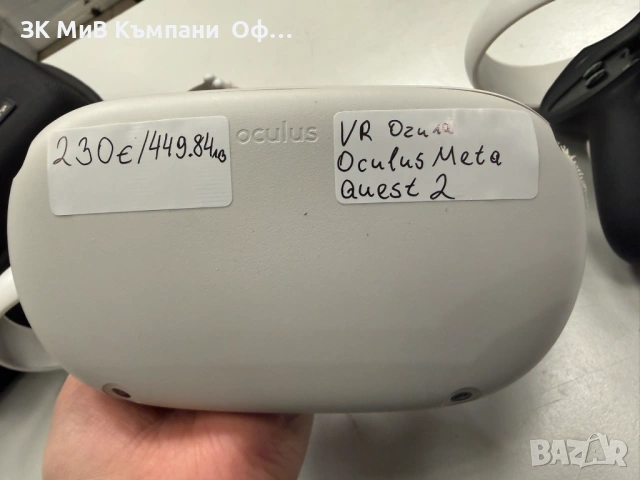 ЗК МиВ Къмпани Оф...
230€/449.84лв
oculus
VR Очила
Oculus Meta
Quest 2
BAZAR